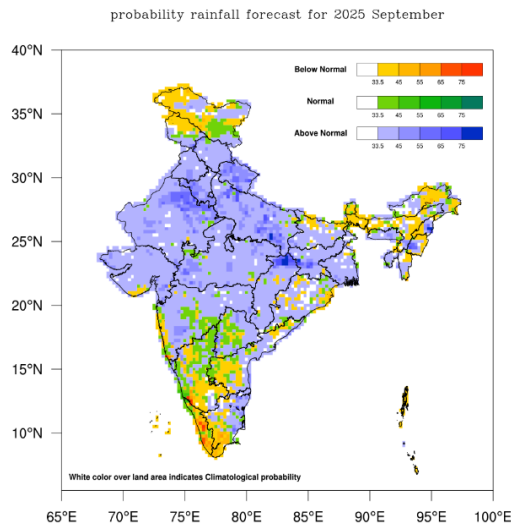 probability rainfall forecast for 2025 September
40°N
35°N
30°N
25°N
20°N
15°N
10°N
Below Normal
33.5 45 55 65 75
Normal
33.5 45 55 65 75
Above Normal
33.5 45 55 65 75
White color over land area indicates Climatological probability
65°E 70°E 75°E 80°E 85°E 90°E 95°E 100°E